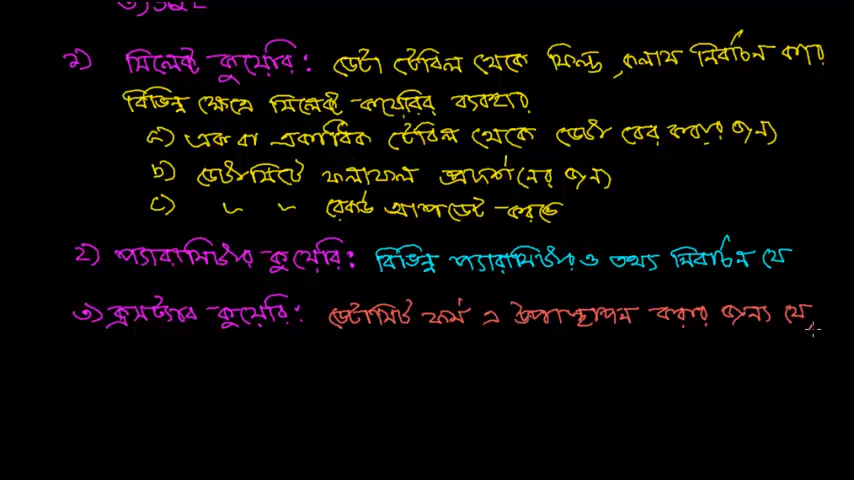 ১) সিলেক্ট কুয়েরি: ডেটা টেবিল থেকে ফিল্ড, কলাম নির্বাচন করার
বিভিন্ন ক্ষেত্রে সিলেক্ট কুয়েরির ব্যবহার
a) এক বা একাধিক টেবিল থেকে ডেটা বের করার জন্য
b) ডেটাসিটে ফলাফল প্রদর্শনের জন্য
c) " " রেকর্ড আপডেট করতে
২) প্যারামিটার কুয়েরি: বিভিন্ন প্যারামিটার ও তথ্য নির্বাচন যে
৩) ক্রসট্যাব কুয়েরি: ডেটাসিট ফর্ম এ উপস্থাপন করার জন্য যে